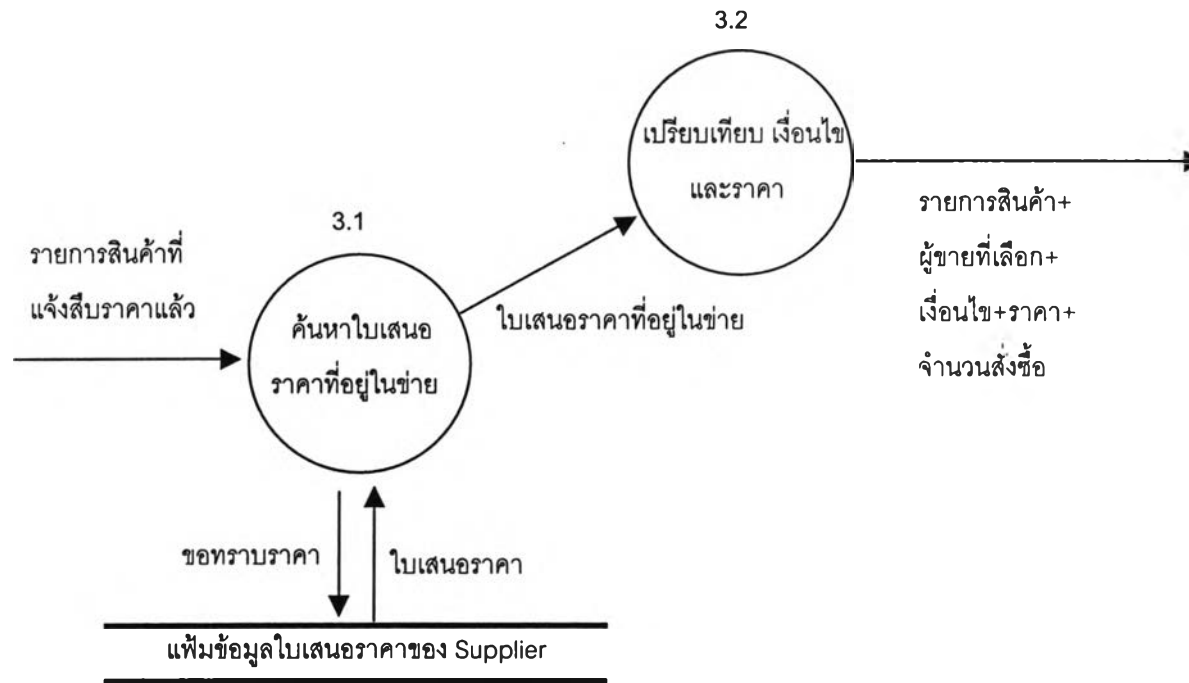 3.2
เปรียบเทียบ เงื่อนไข
และราคา
รายการสินค้า+
ผู้ขายที่เลือก+
เงื่อนไข+ราคา+
จำนวนสั่งซื้อ
3.1
รายการสินค้าที่
แจ้งสืบราคาแล้ว
ค้นหาใบเสนอ
ราคาที่อยู่ในข่าย
ใบเสนอราคาที่อยู่ในข่าย
ขอทราบราคา
ใบเสนอราคา
แฟ้มข้อมูลใบเสนอราคาของ Supplier